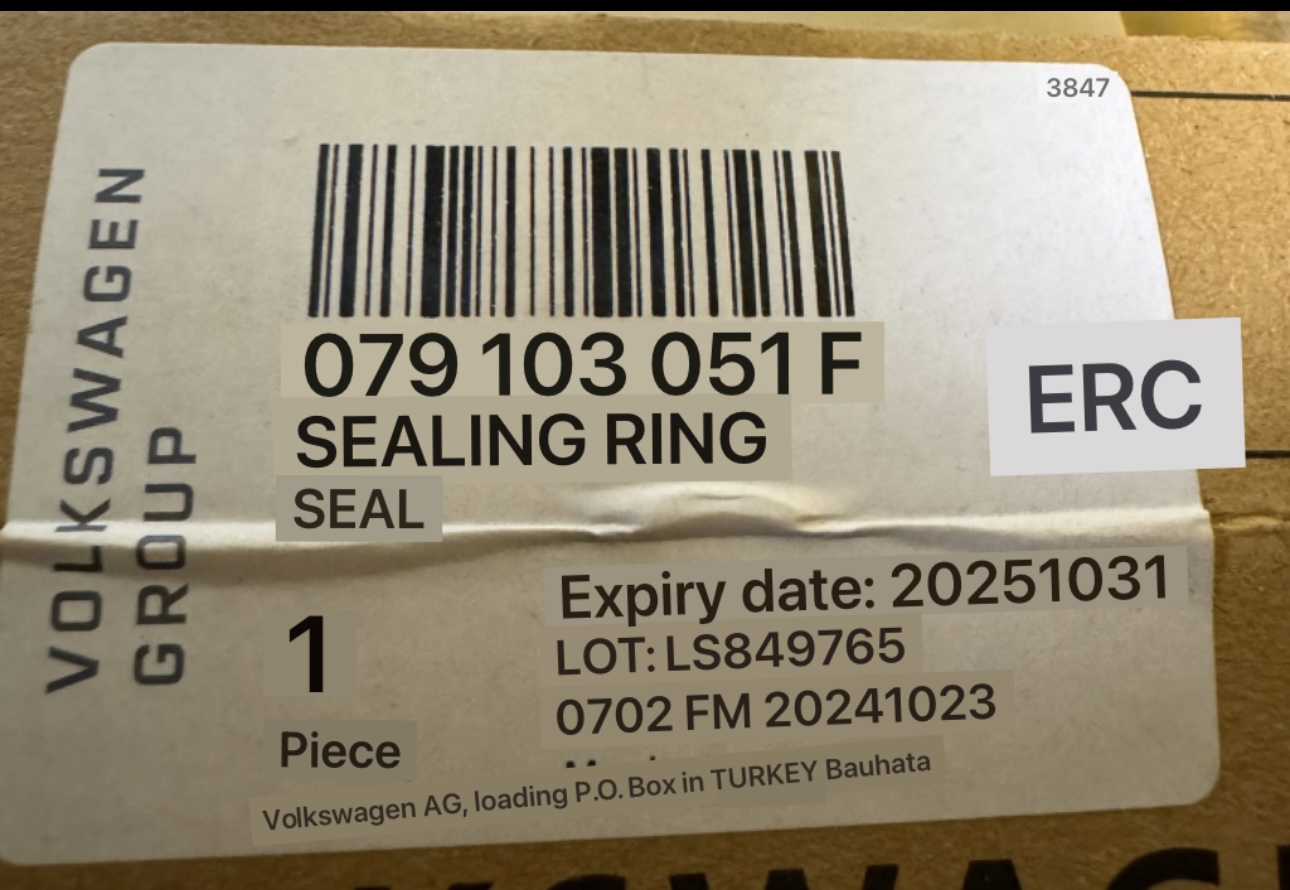 3847
VOLKSWAGEN
GROUP
079 103 051 F
SEALING RING
SEAL
ERC
Expiry date: 20251031
LOT: LS849765
0702 FM 20241023
1
Piece
Volkswagen AG, loading P.O. Box in TURKEY Bauhata